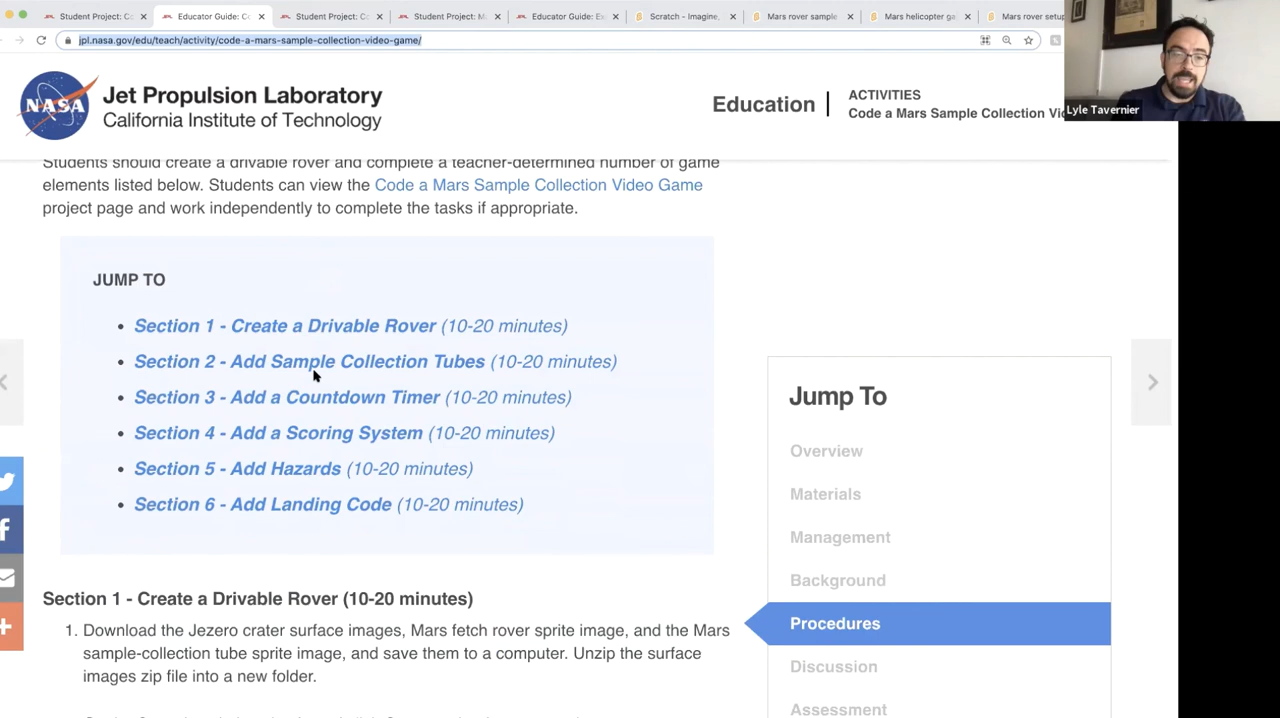 Student Project: Co
Educator Guide: Co
Student Project: Co
Student Project: M
Educator Guide: Es
Scratch - Imagine,
Mars rover sample
Mars helicopter ga
Mars rover setup
jpl.nasa.gov/edu/teach/activity/code-a-mars-sample-collection-video-game/
Lyle Tavernier
NASA
Jet Propulsion Laboratory
California Institute of Technology
Education
ACTIVITIES
Code a Mars Sample Collection Vid
Students should create a drivable rover and complete a teacher-determined number of game
elements listed below. Students can view the Code a Mars Sample Collection Video Game
project page and work independently to complete the tasks if appropriate.
JUMP TO
• Section 1 - Create a Drivable Rover (10-20 minutes)
• Section 2 - Add Sample Collection Tubes (10-20 minutes)
• Section 3 - Add a Countdown Timer (10-20 minutes)
• Section 4 - Add a Scoring System (10-20 minutes)
• Section 5 - Add Hazards (10-20 minutes)
• Section 6 - Add Landing Code (10-20 minutes)
Section 1 - Create a Drivable Rover (10-20 minutes)
1. Download the Jezero crater surface images, Mars fetch rover sprite image, and the Mars
sample-collection tube sprite image, and save them to a computer. Unzip the surface
images zip file into a new folder.
Jump To
Overview
Materials
Management
Background
Procedures
Discussion
Assessment